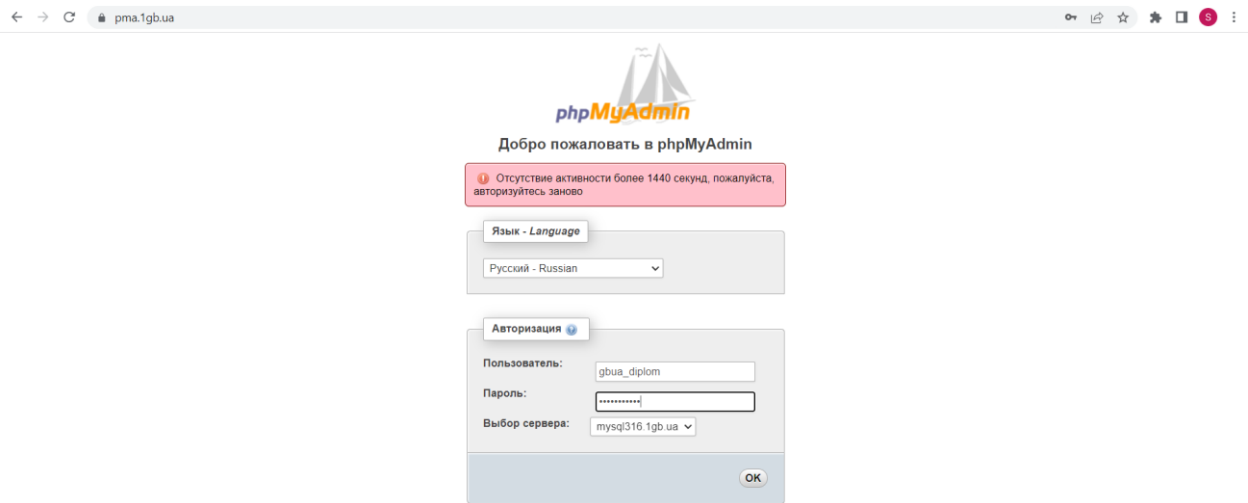 pma.1gb.ua
S
phpMyAdmin
Добро пожаловать в phpMyAdmin
Отсутствие активности более 1440 секунд, пожалуйста,
авторизуйтесь заново
Язык - Language
Русский - Russian
Авторизация
Пользователь:
gbua_diplom
Пароль:
•••••••••••
Выбор сервера:
mysql316.1gb.ua
OK